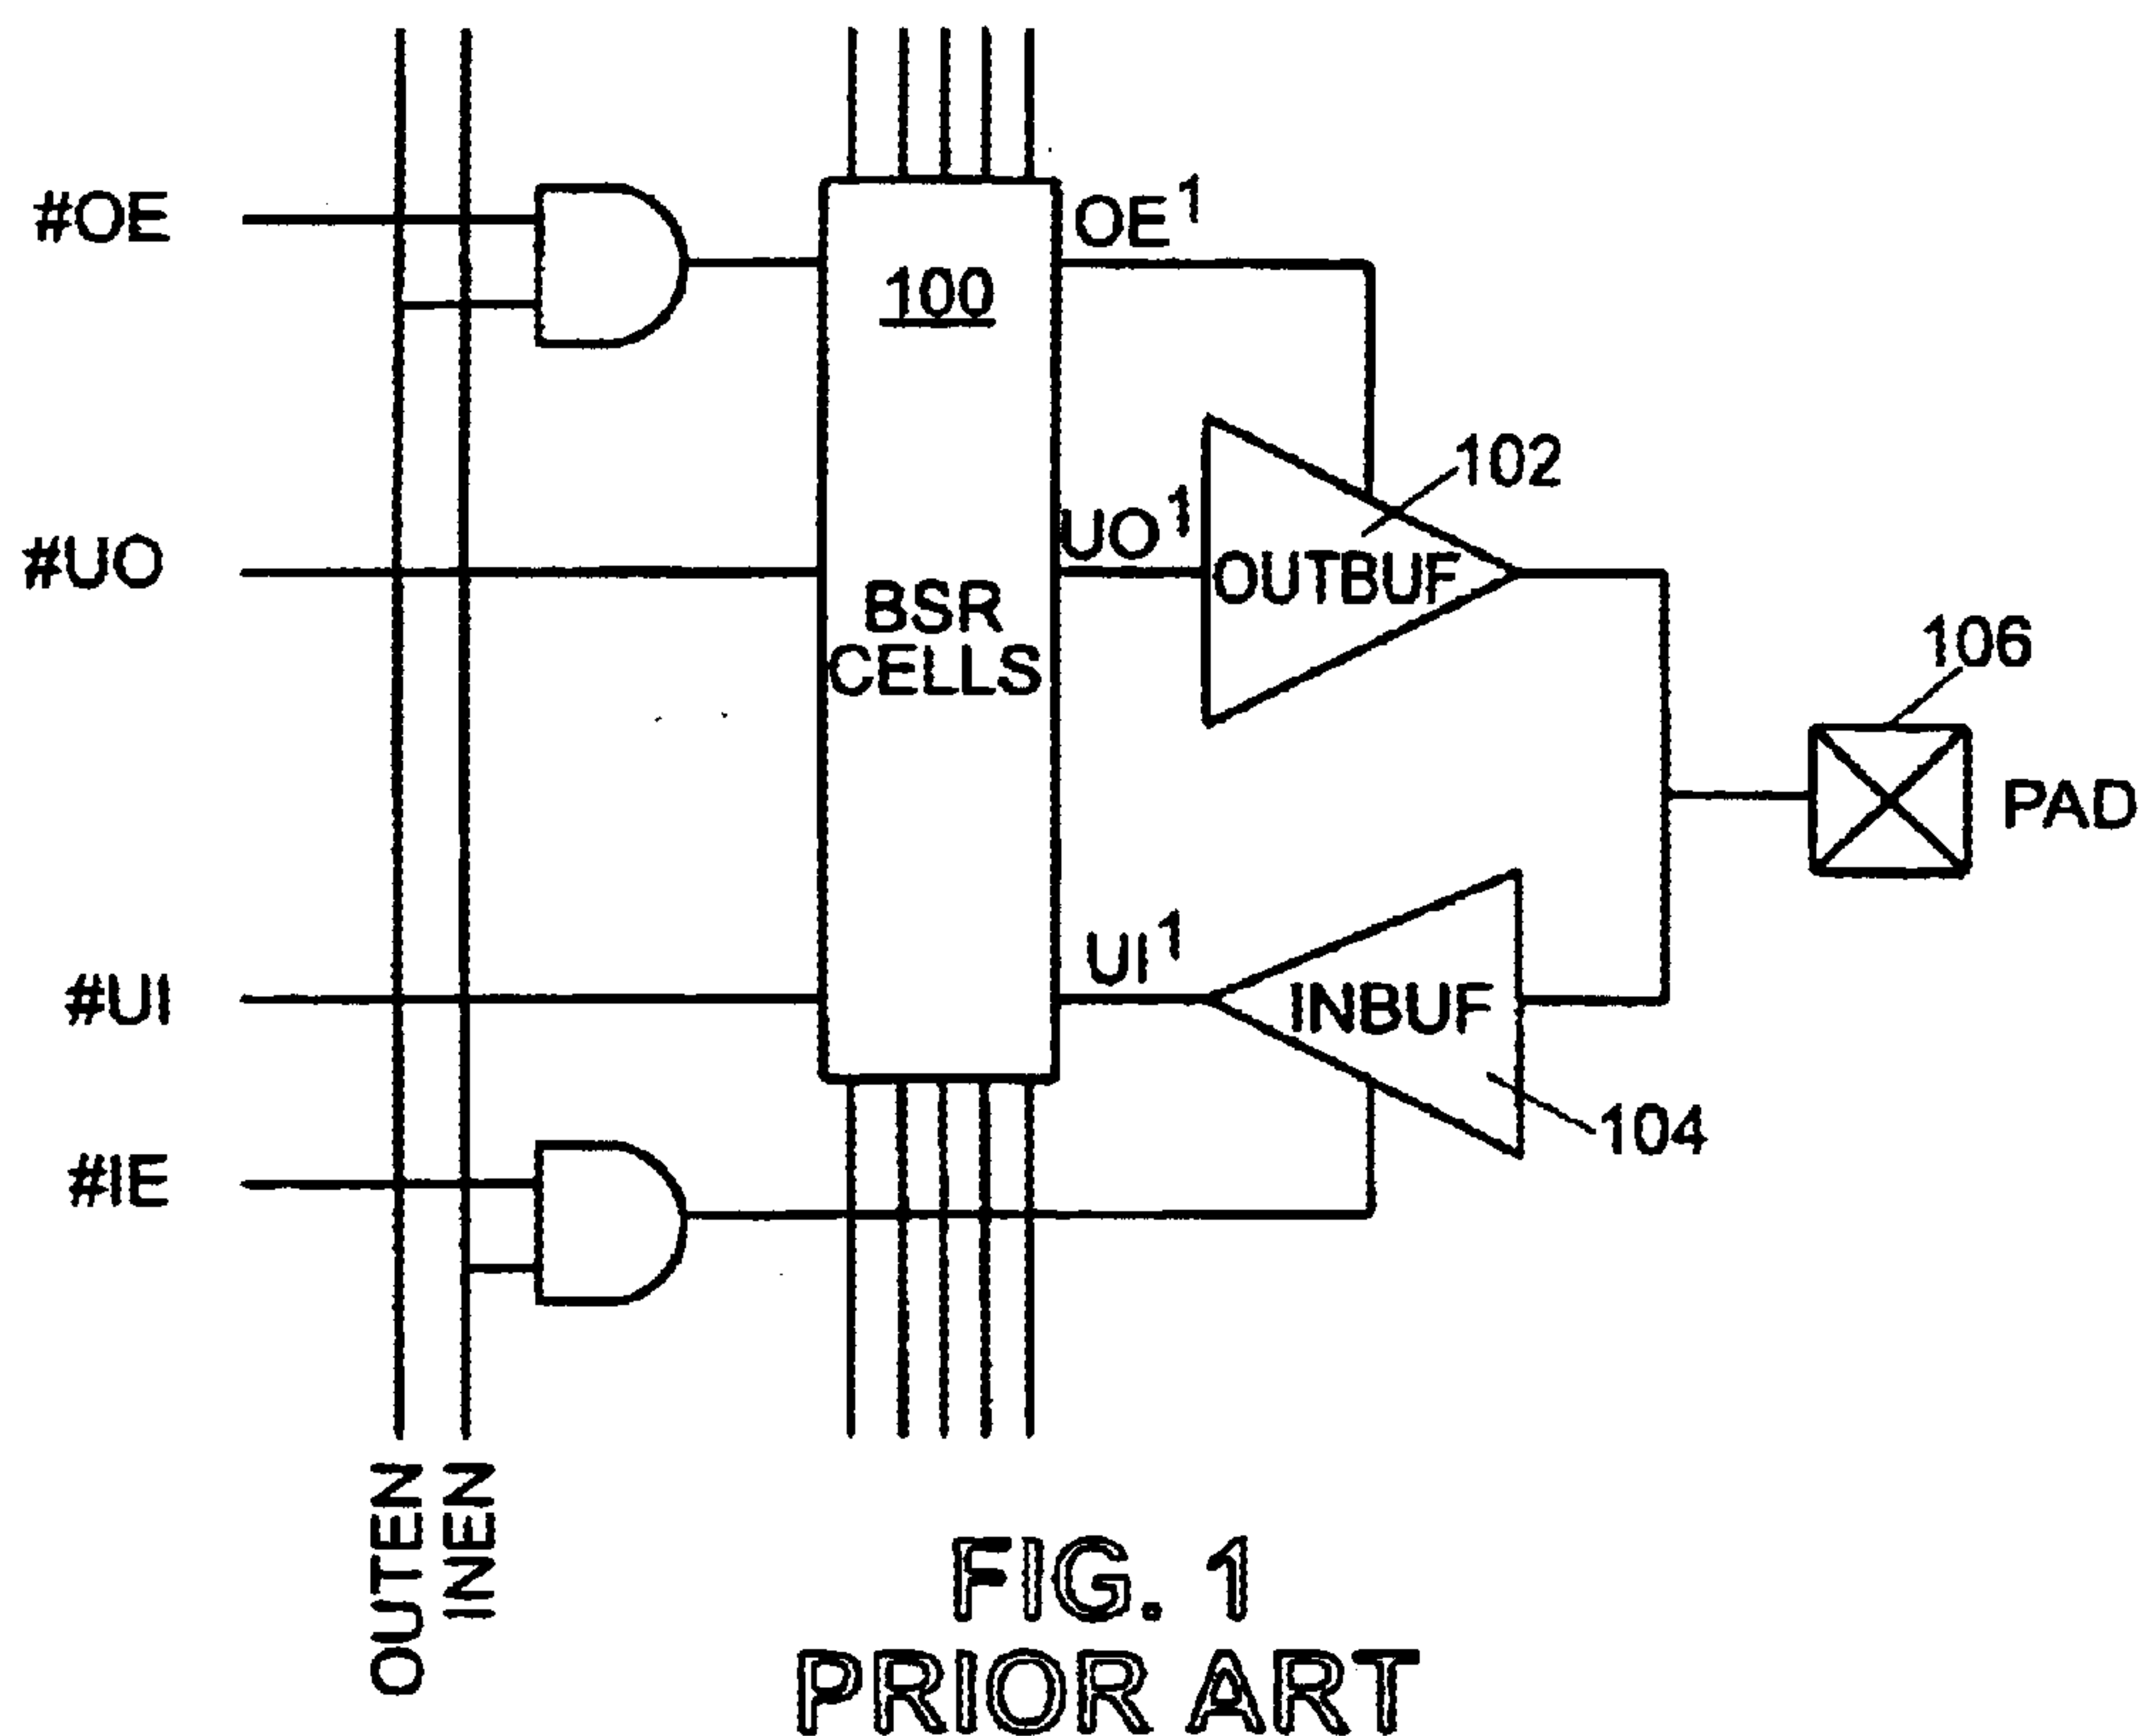 #OE
OE1
100
102
#UO
UO1
OUTBUF
BSR
CELLS
106
PAD
#UI
UI1
INBUF
104
#IE
OUTEN
INEN
FIG. 1
PRIOR ART